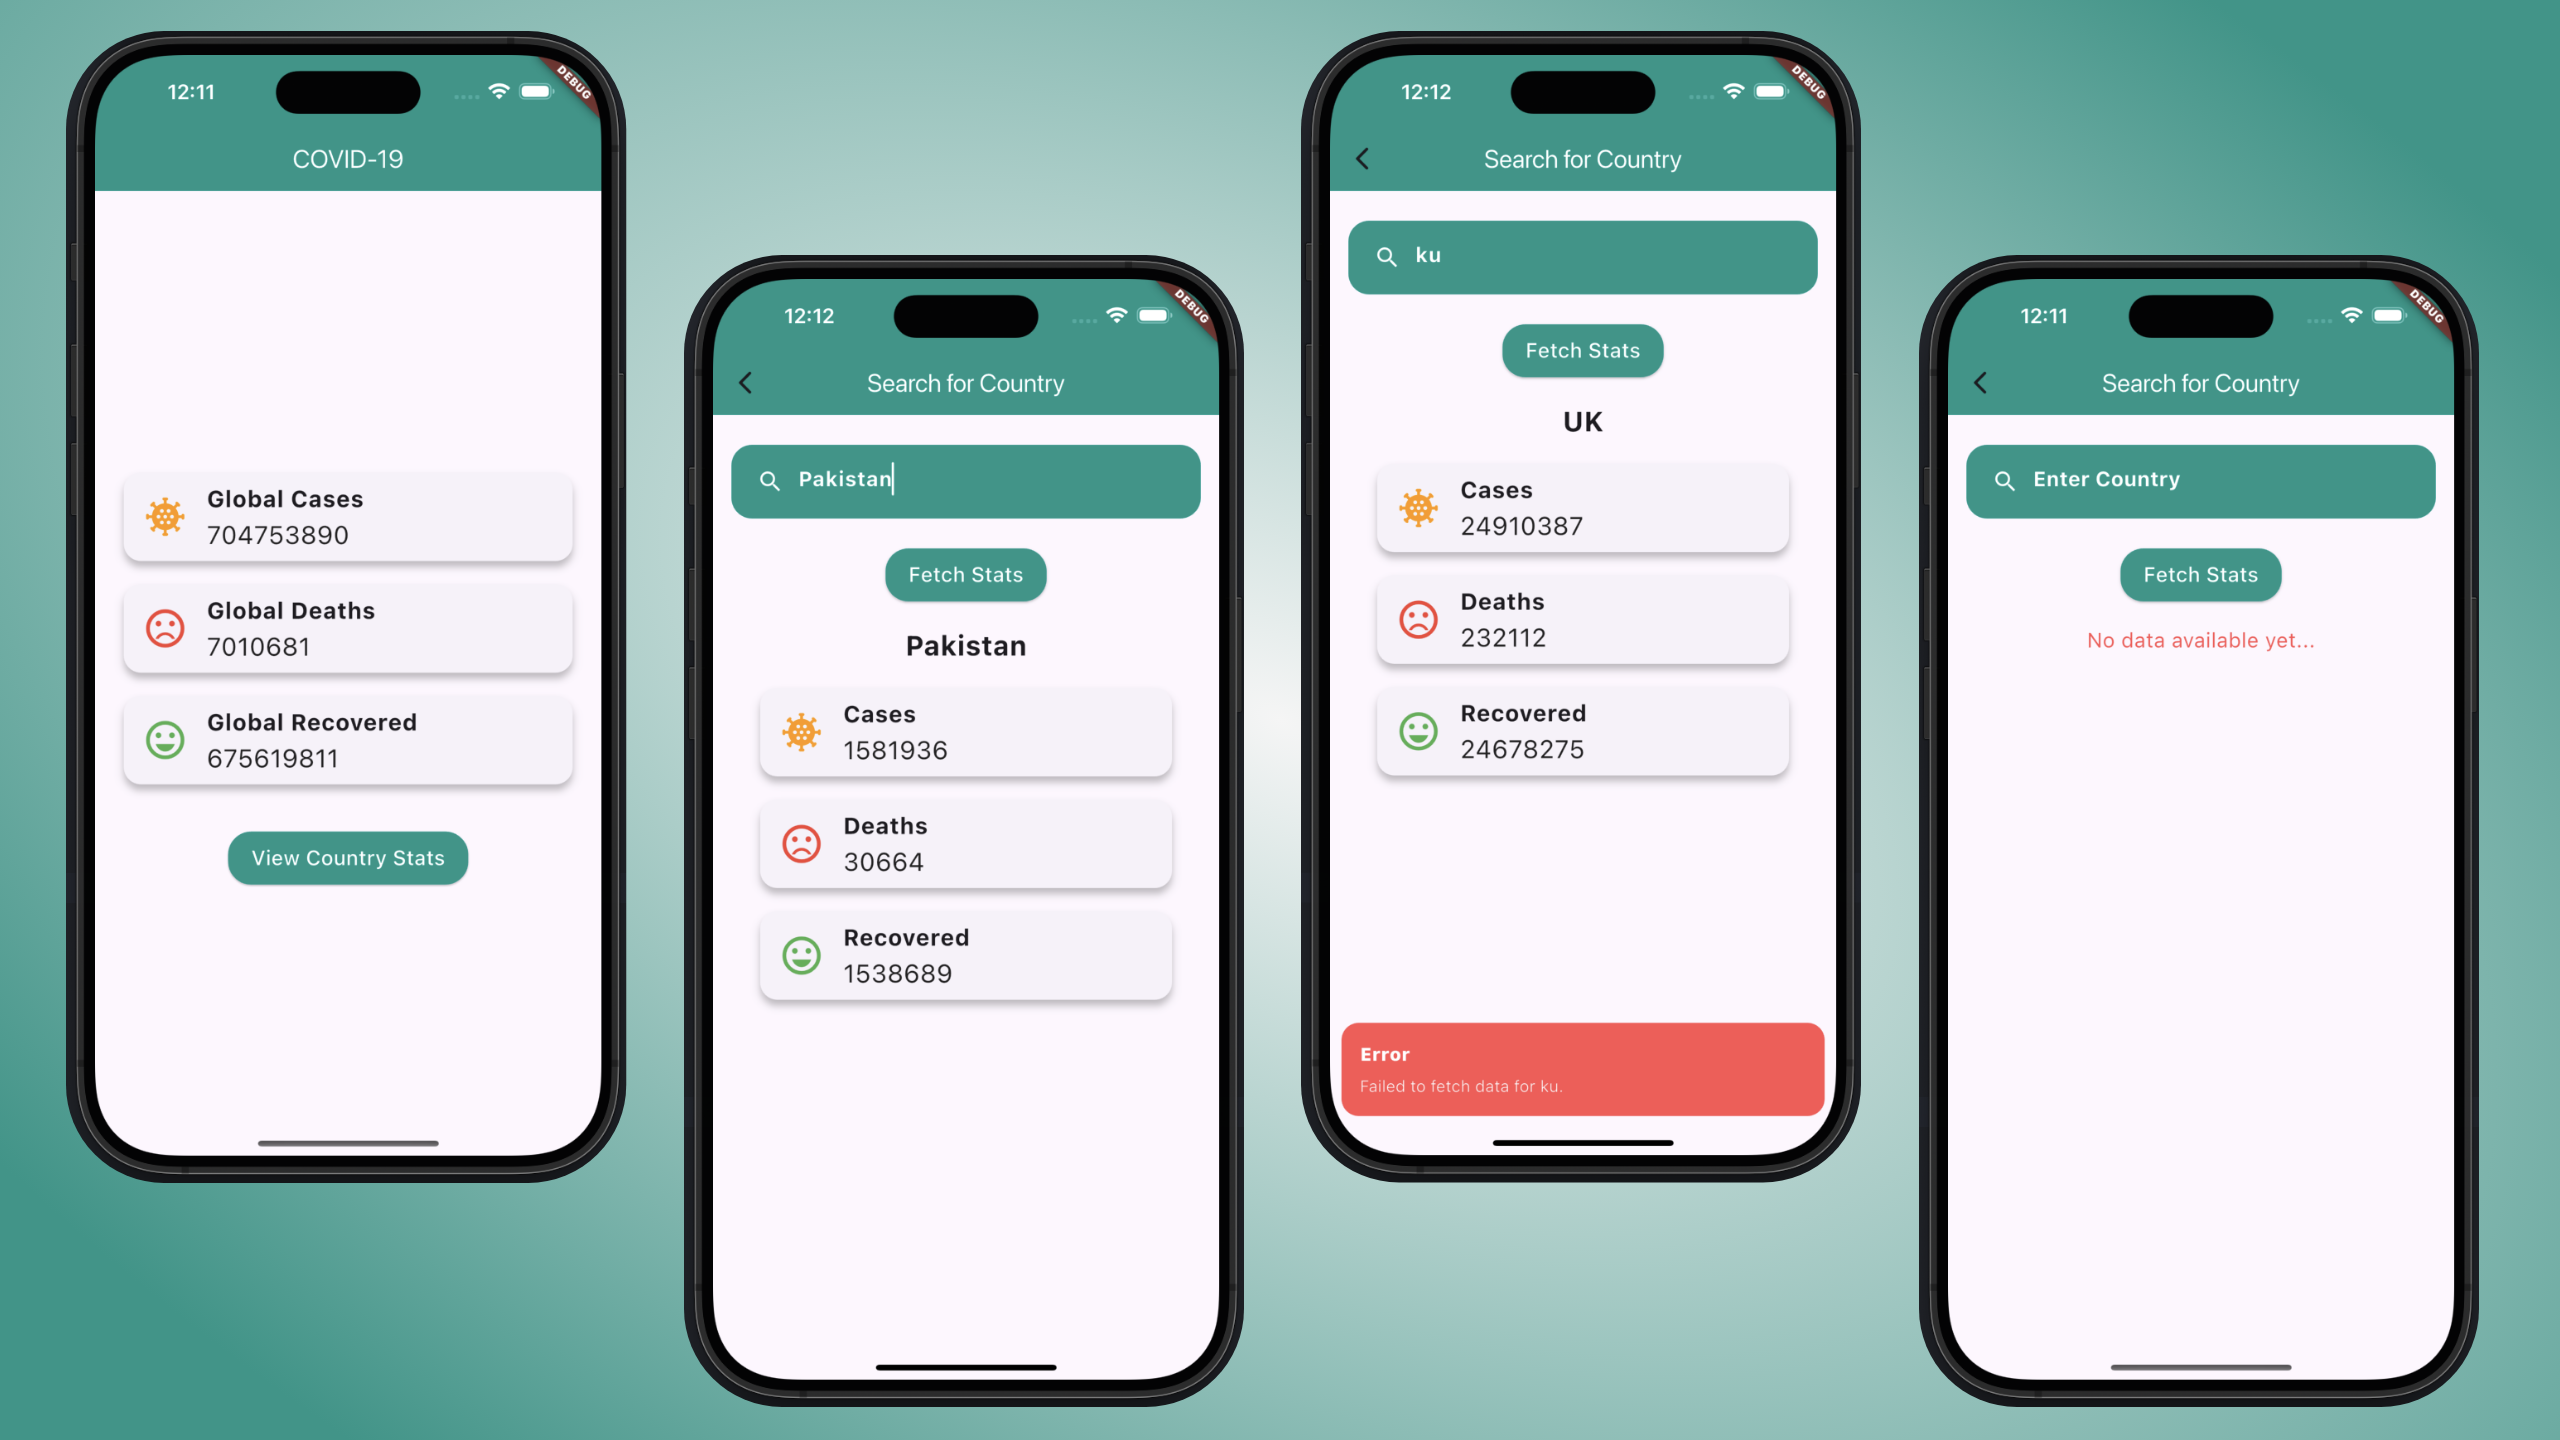 12:11
DEBUG
COVID-19
Global Cases
704753890
Global Deaths
7010681
Global Recovered
675619811
View Country Stats
12:12
DEBUG
Search for Country
Pakistan
Fetch Stats
Pakistan
Cases
1581936
Deaths
30664
Recovered
1538689
12:12
DEBUG
Search for Country
ku
Fetch Stats
UK
Cases
24910387
Deaths
232112
Recovered
24678275
Error
Failed to fetch data for ku.
12:11
DEBUG
Search for Country
Enter Country
Fetch Stats
No data available yet...